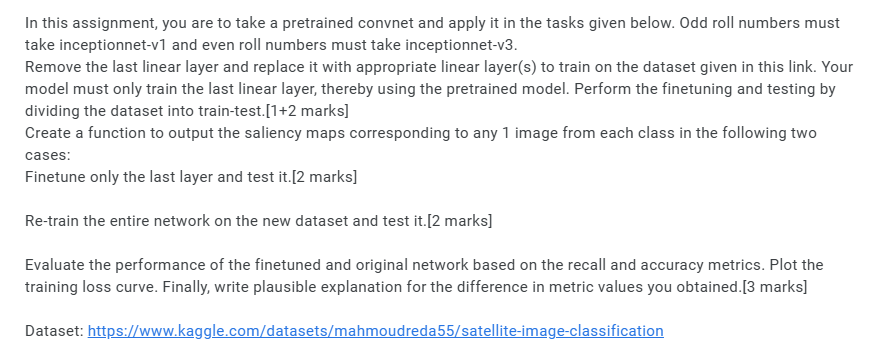 In this assignment, you are to take a pretrained convnet and apply it in the tasks given below. Odd roll numbers must
take inceptionnet-v1 and even roll numbers must take inceptionnet-v3.
Remove the last linear layer and replace it with appropriate linear layer(s) to train on the dataset given in this link. Your
model must only train the last linear layer, thereby using the pretrained model. Perform the finetuning and testing by
dividing the dataset into train-test.[1+2 marks]
Create a function to output the saliency maps corresponding to any 1 image from each class in the following two
cases:
Finetune only the last layer and test it.[2 marks]
Re-train the entire network on the new dataset and test it.[2 marks]
Evaluate the performance of the finetuned and original network based on the recall and accuracy metrics. Plot the
training loss curve. Finally, write plausible explanation for the difference in metric values you obtained.[3 marks]
Dataset: https://www.kaggle.com/datasets/mahmoudreda55/satellite-image-classification